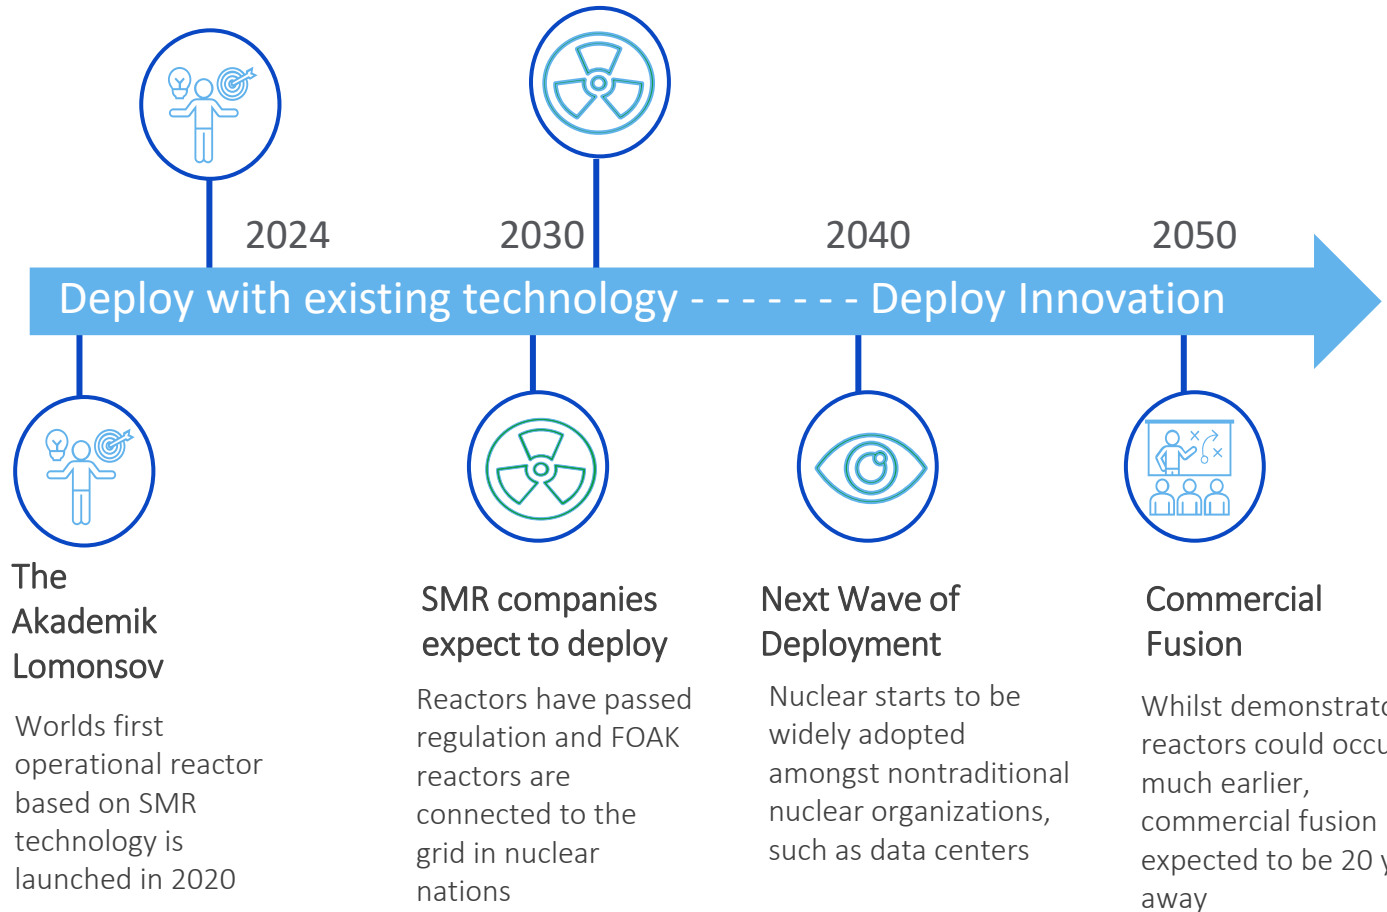 2024
2030
2040
2050
Deploy with existing technology - - - - - - - Deploy Innovation
The
Akademik
Lomonsov
Worlds first
operational reactor
based on SMR
technology is
launched in 2020
SMR companies
expect to deploy
Reactors have passed
regulation and FOAK
reactors are
connected to the
grid in nuclear
nations
Next Wave of
Deployment
Nuclear starts to be
widely adopted
amongst nontraditional
nuclear organizations,
such as data centers
Commercial
Fusion
Whilst
reactors could
much earlier,
commercial fusion
expected to be 20
away